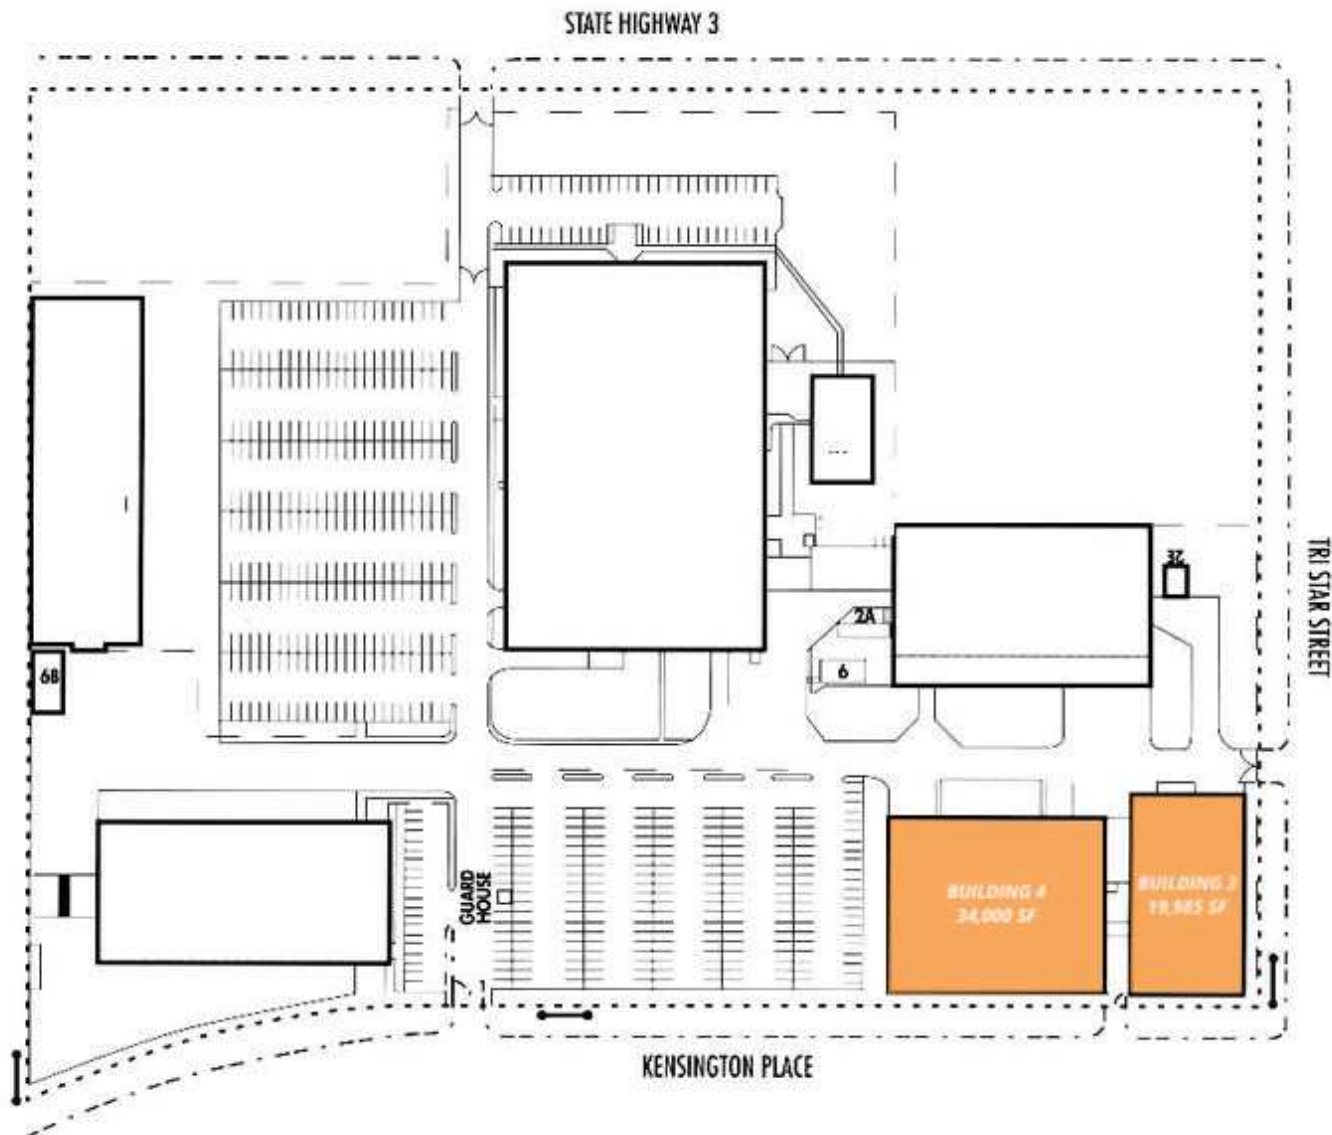 STATE HIGHWAY 3
TRI STAR STREET
2E
2A
6
6B
GUARD
HOUSE
BUILDING 4
34,000 SF
BUILDING 3
19,985 SF
KENSINGTON PLACE